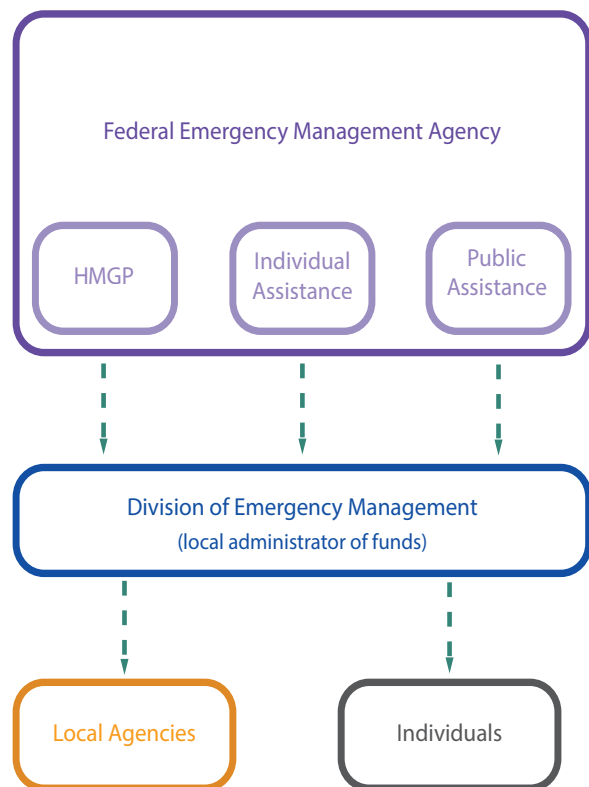 Federal Emergency Management Agency
HMGP
Individual
Assistance
Public
Assistance
Division of Emergency Management
(local administrator of funds)
Local Agencies
Individuals